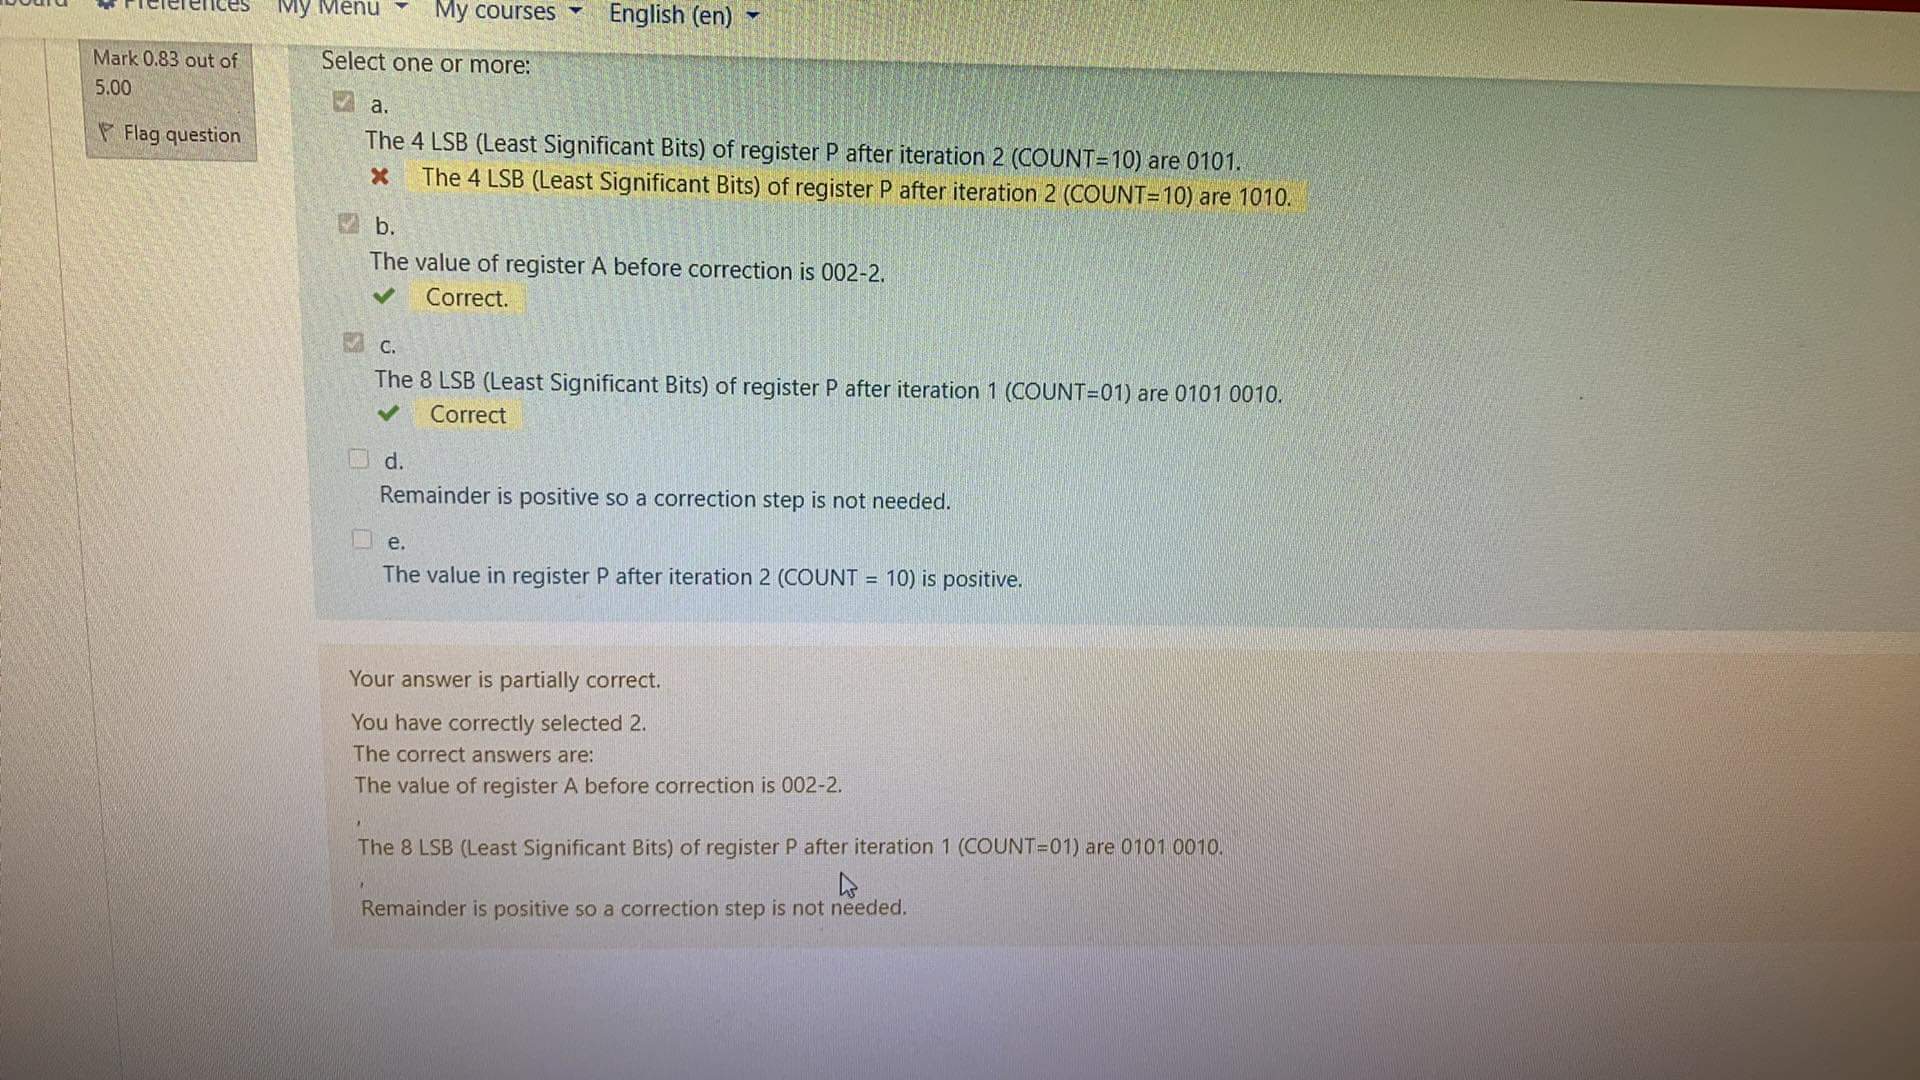 Preferences My Menu My courses English (en)
Mark 0.83 out of
5.00
Flag question
Select one or more:
a.
The 4 LSB (Least Significant Bits) of register P after iteration 2 (COUNT=10) are 0101.
The 4 LSB (Least Significant Bits) of register P after iteration 2 (COUNT=10) are 1010.
b.
The value of register A before correction is 002-2.
Correct.
c.
The 8 LSB (Least Significant Bits) of register P after iteration 1 (COUNT=01) are 0101 0010.
Correct
d.
Remainder is positive so a correction step is not needed.
e.
The value in register P after iteration 2 (COUNT = 10) is positive.
Your answer is partially correct.
You have correctly selected 2.
The correct answers are:
The value of register A before correction is 002-2.
,
The 8 LSB (Least Significant Bits) of register P after iteration 1 (COUNT=01) are 0101 0010.
,
Remainder is positive so a correction step is not needed.